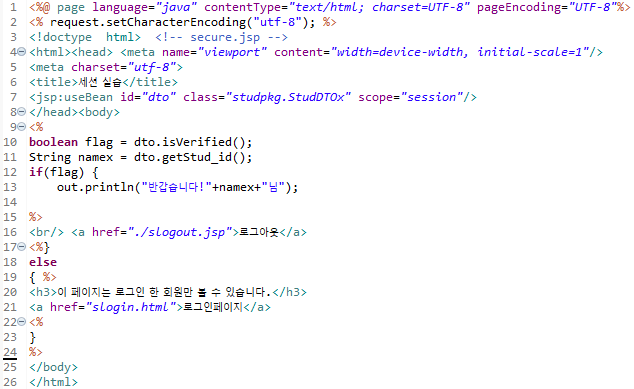 1 <%@ page language="java" contentType="text/html; charset=UTF-8" pageEncoding="UTF-8"%>
2 <% request.setCharacterEncoding("utf-8"); %>
3 <!doctype  html>  <!-- secure.jsp -->
4 <html><head> <meta name="viewport" content="width=device-width, initial-scale=1"/>
5 <meta charset="utf-8">
6 <title>세션 실습</title>
7 <jsp:useBean id="dto" class="studpkg.StudDTOx" scope="session"/>
8 </head><body>
9 <%
10 boolean flag = dto.isVerified();
11 String namex = dto.getStud_id();
12 if(flag) {
13     out.println("반갑습니다!"+namex+"님");
14
15 %>
16 <br/> <a href="./slogout.jsp">로그아웃</a>
17 <%}
18 else
19 { %>
20 <h3>이 페이지는 로그인 한 회원만 볼 수 있습니다.</h3>
21 <a href="slogin.html">로그인페이지</a>
22 <%
23 }
24 %>
25 </body>
26 </html>